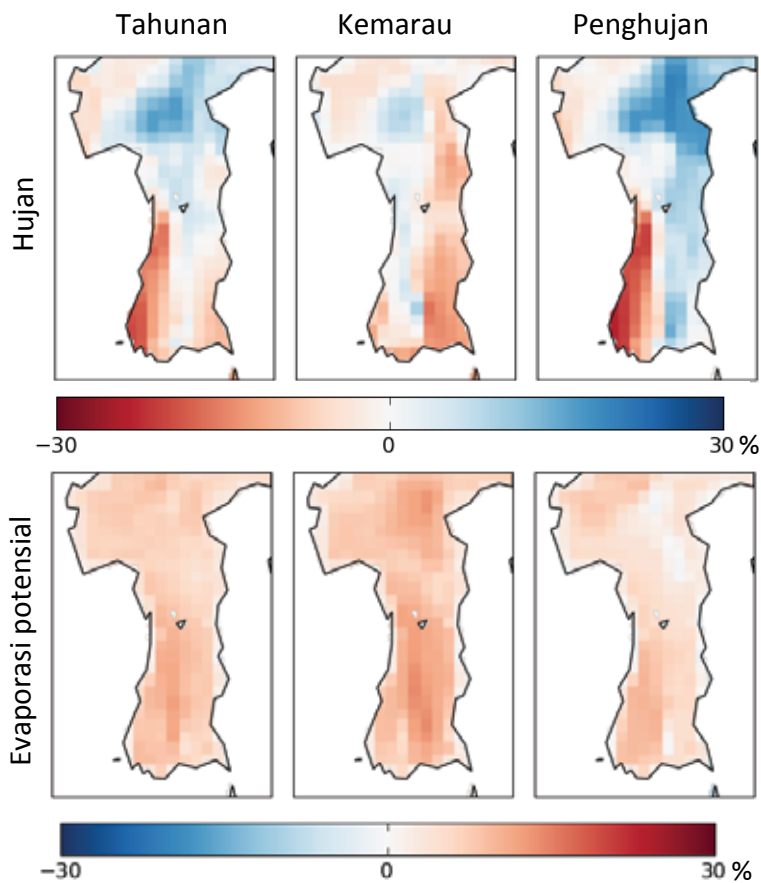 Tahunan
Kemarau
Penghujan
Hujan
−30
0
30 %
Evaporasi potensial
−30
0
30 %